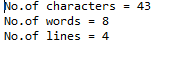 No.of characters = 43
No.of words = 8
No.of lines = 4